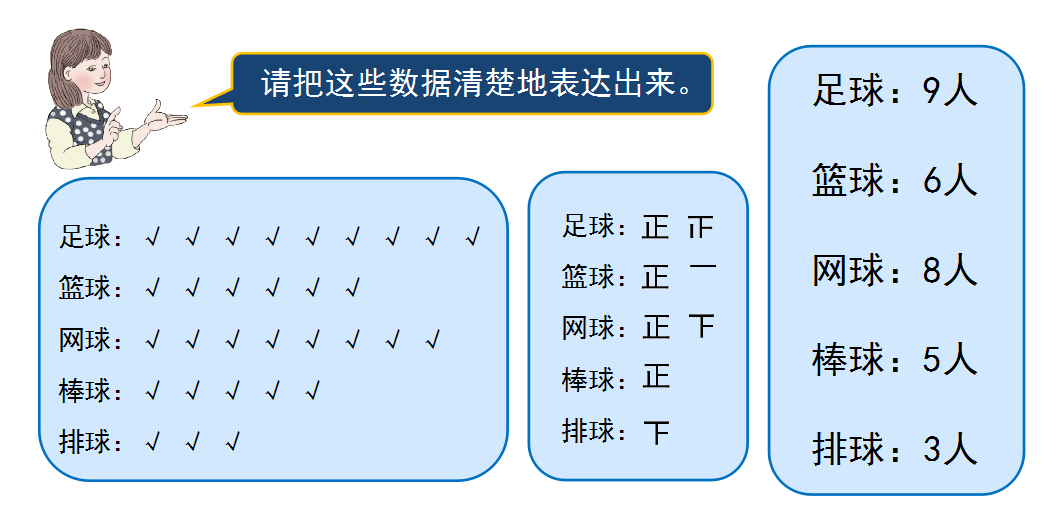 请把这些数据清楚地表达出来。
足球：√ √ √ √ √ √ √ √ √
篮球：√ √ √ √ √ √
网球：√ √ √ √ √ √ √ √
棒球：√ √ √ √ √
排球：√ √ √
足球：正 𝍵
篮球：正 一
网球：正 下
棒球：正
排球：下
足球：9人
篮球：6人
网球：8人
棒球：5人
排球：3人